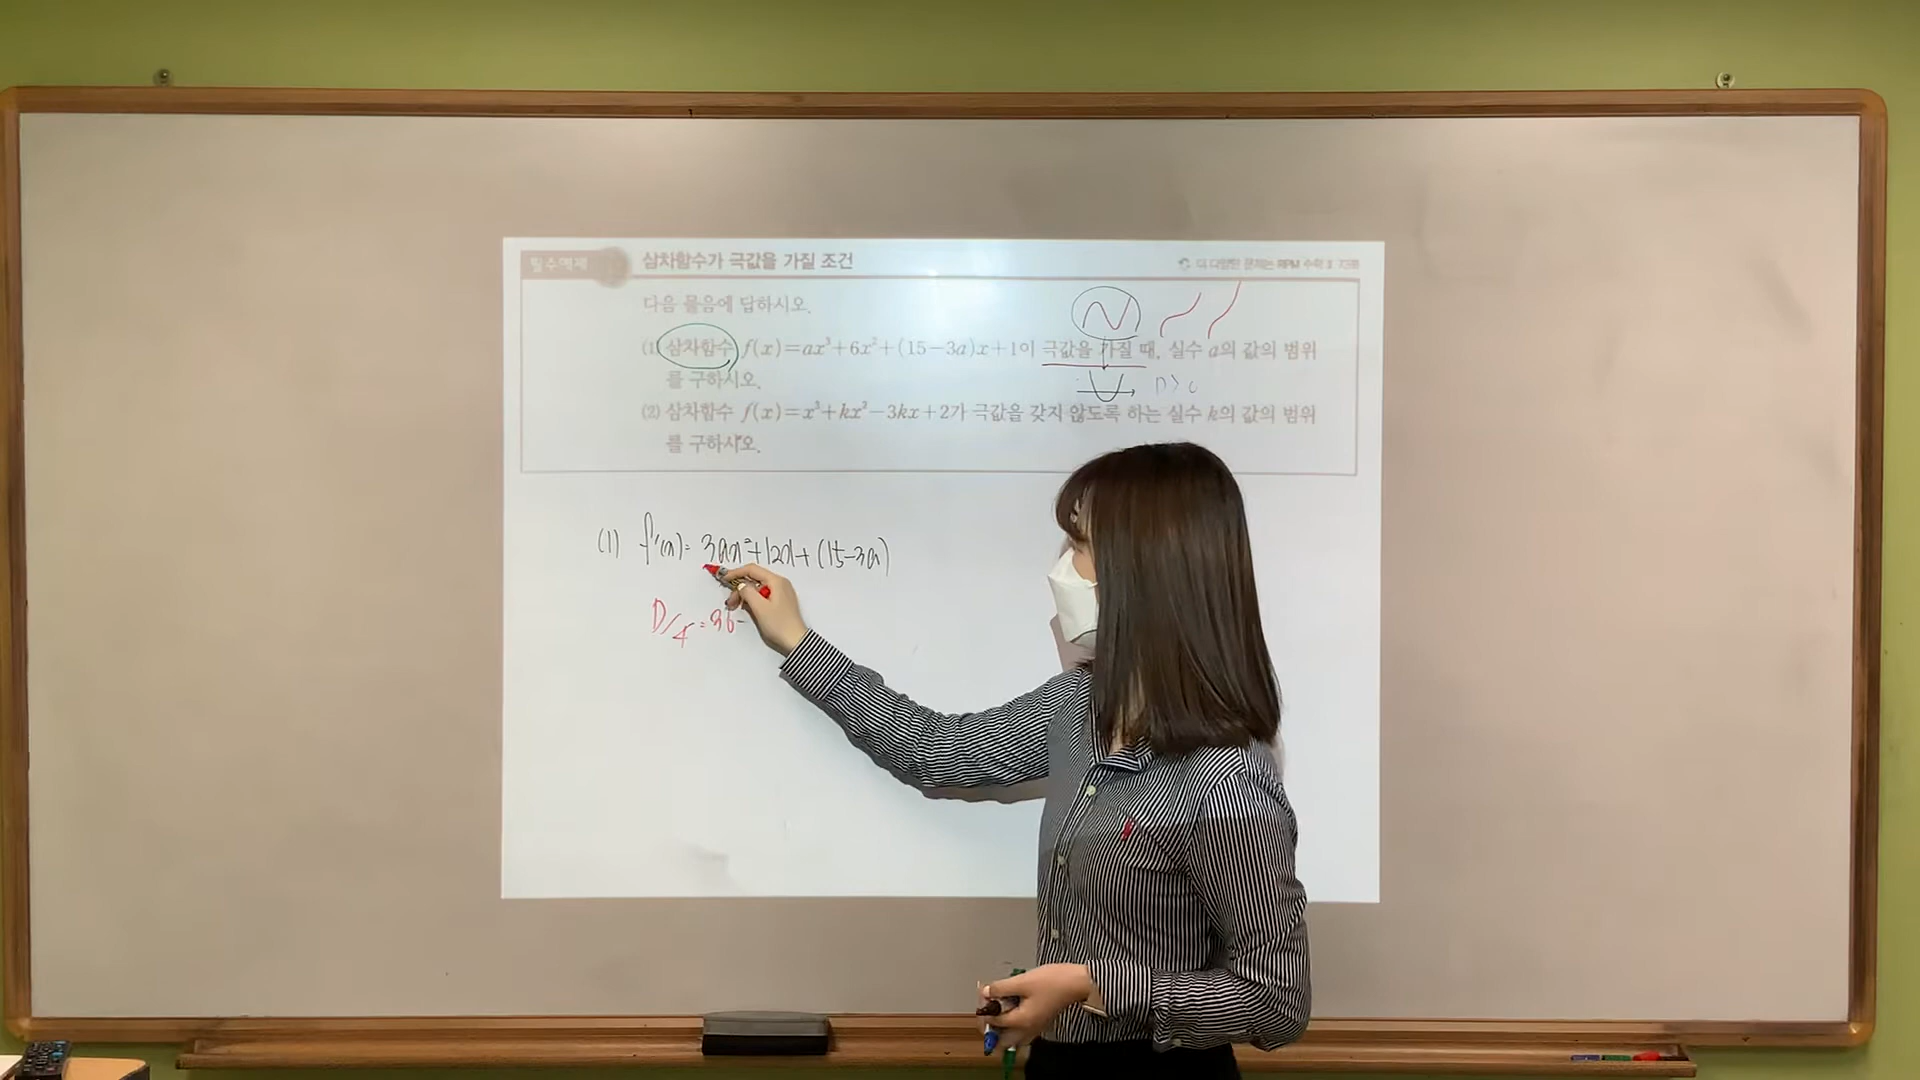 필수예제 삼차함수가 극값을 가질 조건 더 다양한 문제는 RPM 수학 Ⅱ
다음 물음에 답하시오.
(1) 삼차함수 f(x)=ax³+6x²+(15-3a)x+1이 극값을 가질 때, 실수 a의 값의 범위
를 구하시오. D>0
(2) 삼차함수 f(x)=x³+kx²-3kx+2가 극값을 갖지 않도록 하는 실수 k의 값의 범위
를 구하시오.
(1) f'(x)= 3ax²+12x+(15-3a)
D/4=36-